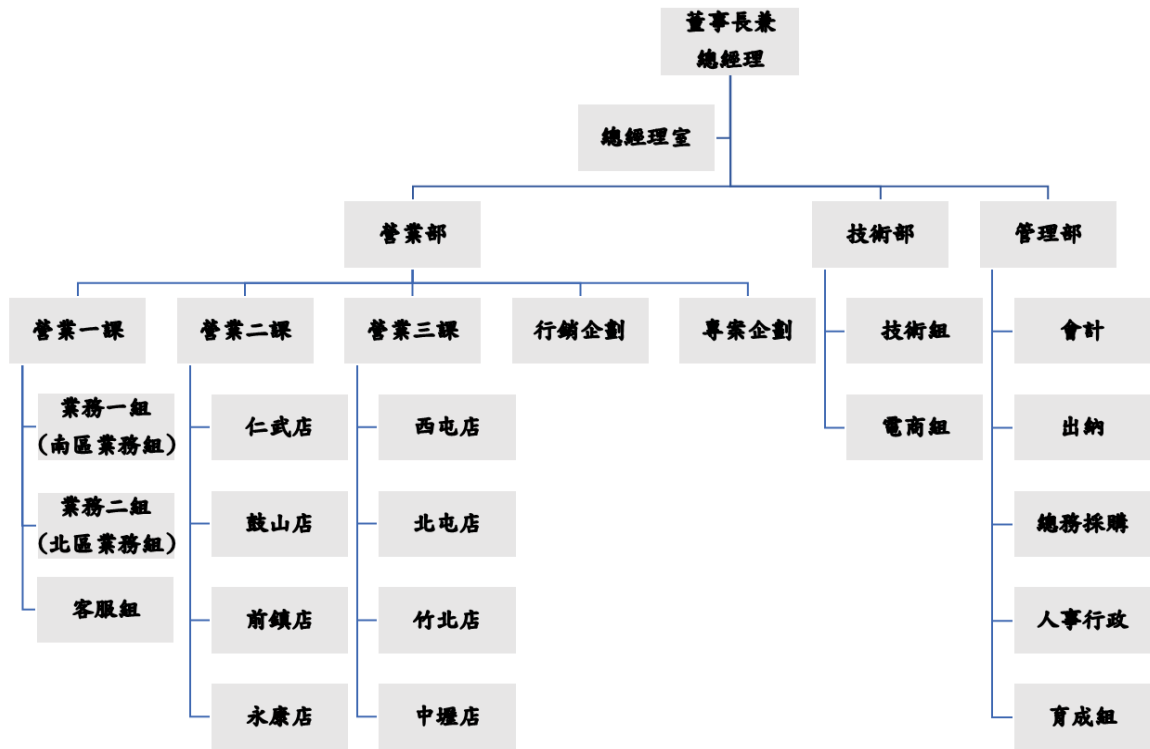 董事長兼
總經理
總經理室
營業部
技術部
管理部
營業一課
營業二課
營業三課
行銷企劃
專案企劃
技術組
會計
業務一組
(南區業務組)
仁武店
西屯店
電商組
出納
業務二組
(北區業務組)
鼓山店
北屯店
總務採購
客服組
前鎮店
竹北店
人事行政
永康店
中壢店
育成組